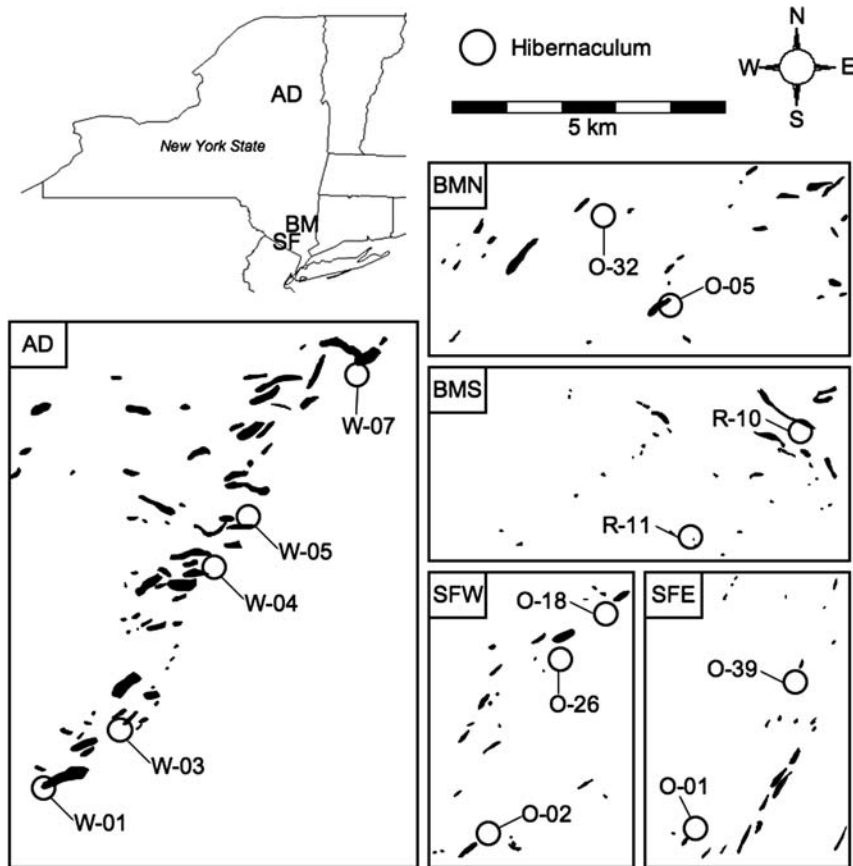 AD
New York State
BM
SF
Hibernaculum
N
W
E
S
5 km
BMN
O-32
O-05
AD
W-07
W-05
W-04
W-03
W-01
BMS
R-10
R-11
SFW
O-18
O-26
O-02
SFE
O-39
O-01